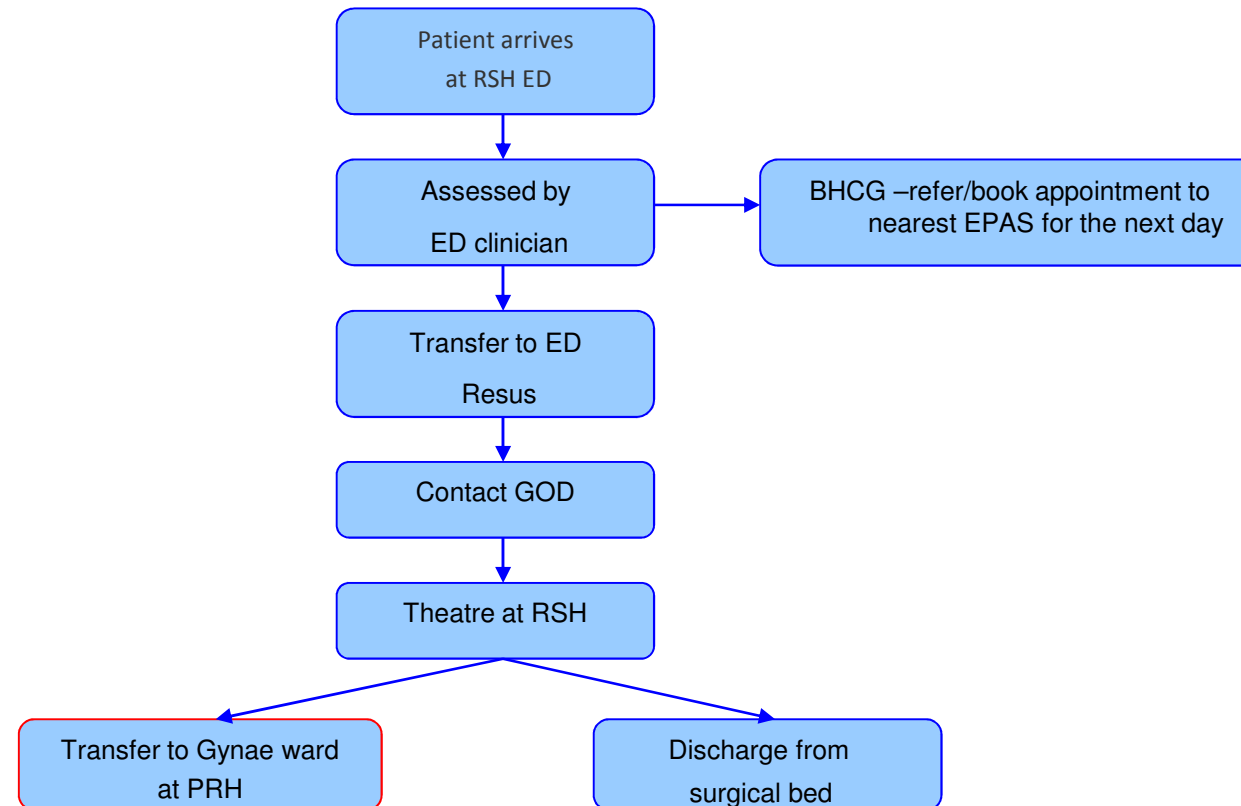 Patient arrives
at RSH ED
Assessed by
ED clinician
BHCG –refer/book appointment to
nearest EPAS for the next day
Transfer to ED
Resus
Contact GOD
Theatre at RSH
Transfer to Gynae ward
at PRH
Discharge from
surgical bed